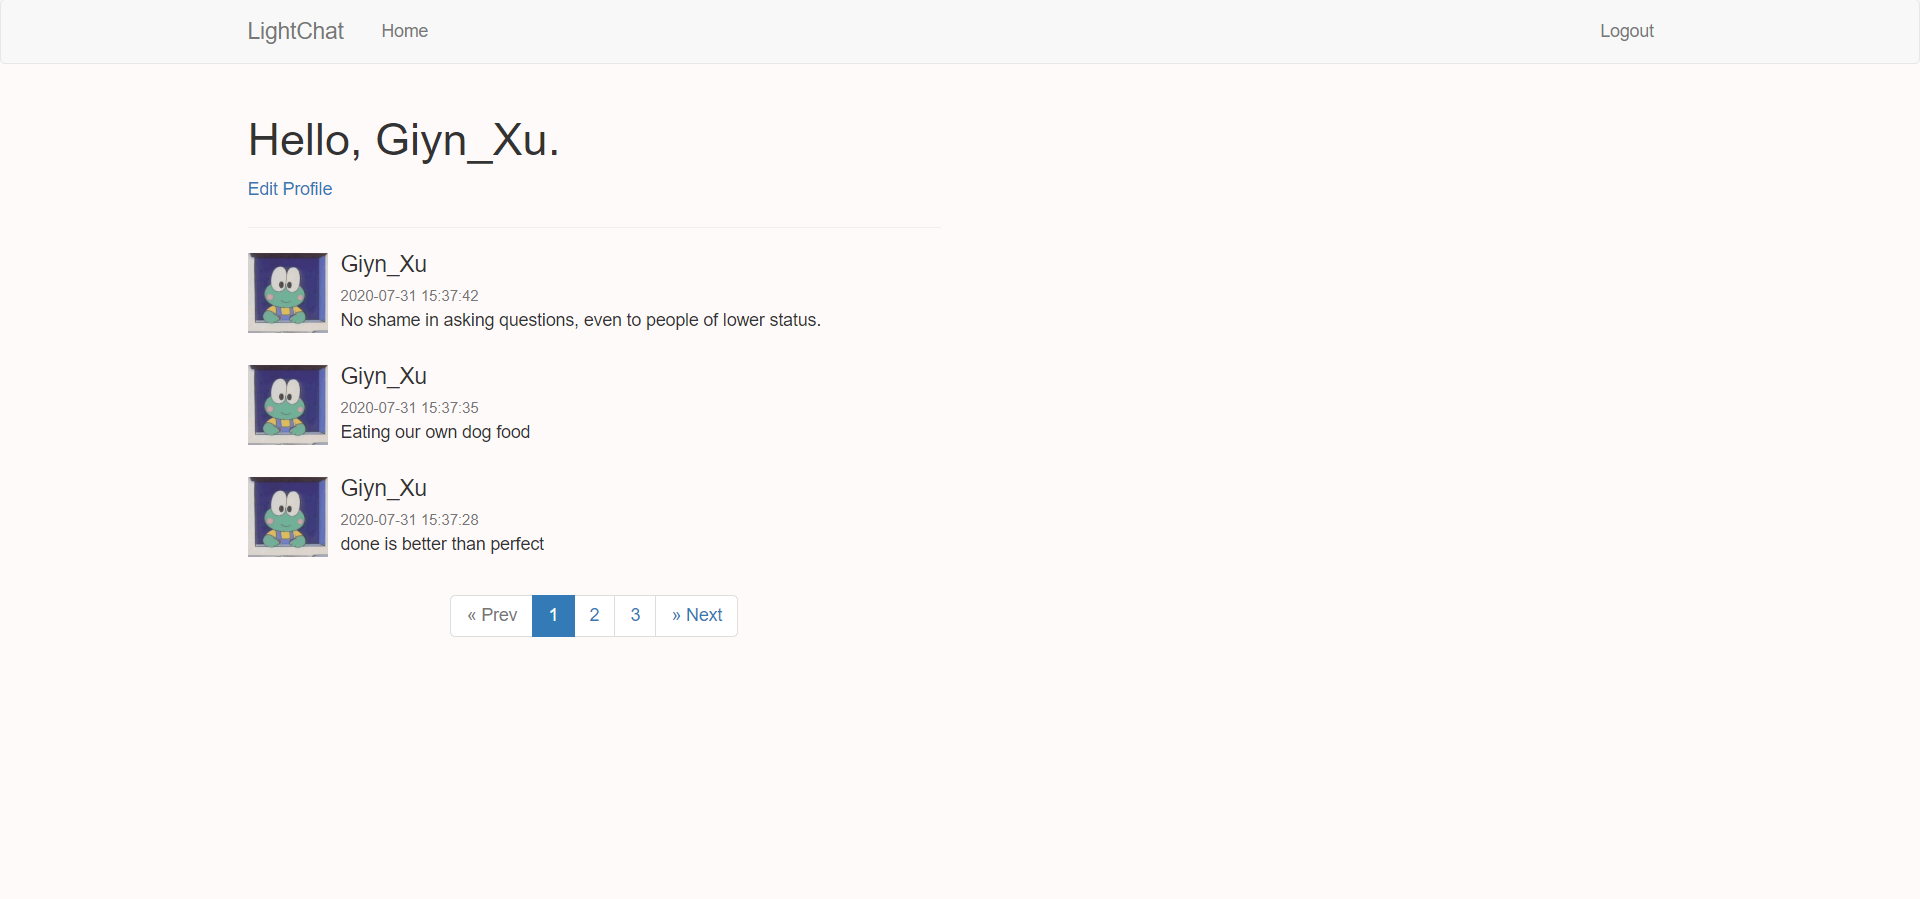 LightChat Home Logout
Hello, Giyn_Xu.
Edit Profile
Giyn_Xu
2020-07-31 15:37:42
No shame in asking questions, even to people of lower status.
Giyn_Xu
2020-07-31 15:37:35
Eating our own dog food
Giyn_Xu
2020-07-31 15:37:28
done is better than perfect
« Prev 1 2 3 » Next